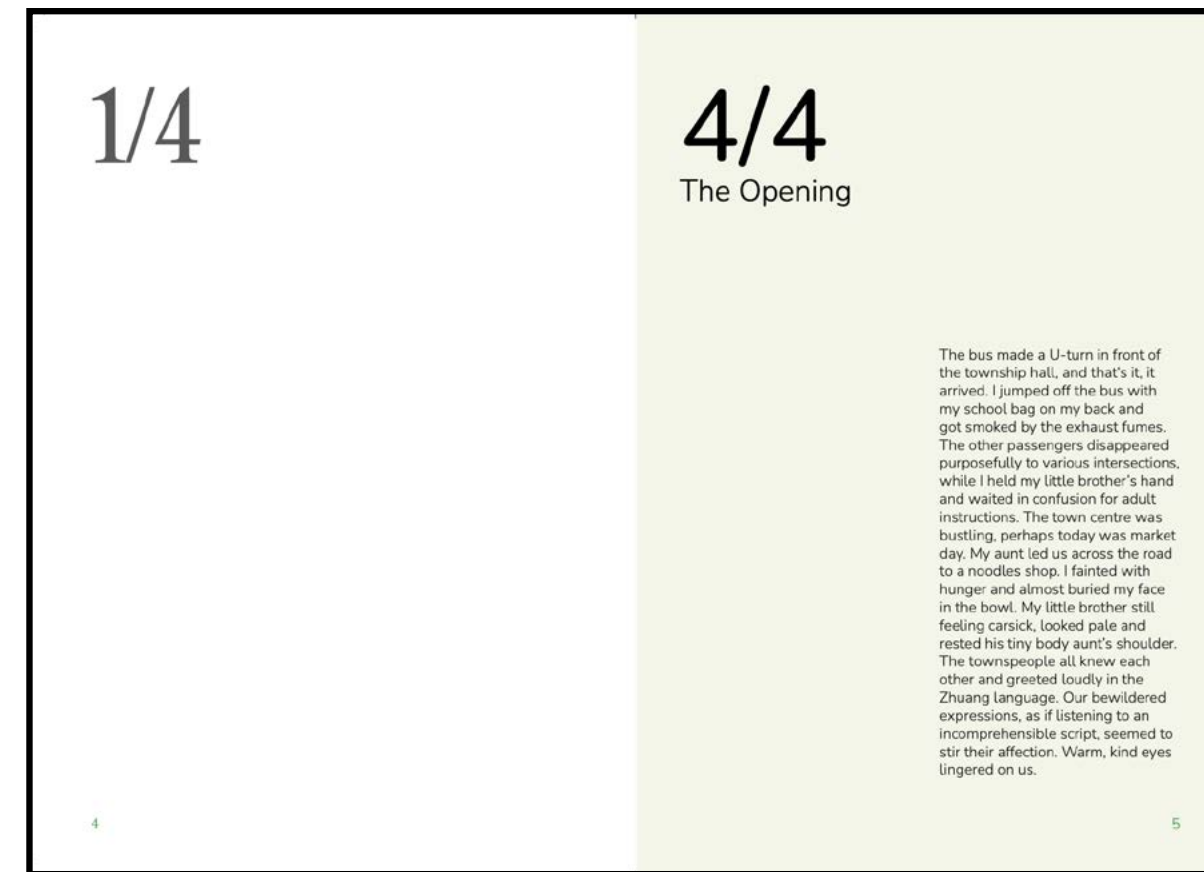 1/4
4
4/4
The Opening
The bus made a U-turn in front of
the township hall, and that's it, it
arrived. I jumped off the bus with
my school bag on my back and
got smoked by the exhaust fumes.
The other passengers disappeared
purposefully to various intersections,
while I held my little brother's hand
and waited in confusion for adult
instructions. The town centre was
bustling, perhaps today was market
day. My aunt led us across the road
to a noodles shop. I fainted with
hunger and almost buried my face
in the bowl. My little brother still
feeling carsick, looked pale and
rested his tiny body aunt's shoulder.
The townspeople all knew each
other and greeted loudly in the
Zhuang language. Our bewildered
expressions, as if listening to an
incomprehensible script, seemed to
stir their affection. Warm, kind eyes
lingered on us.
5